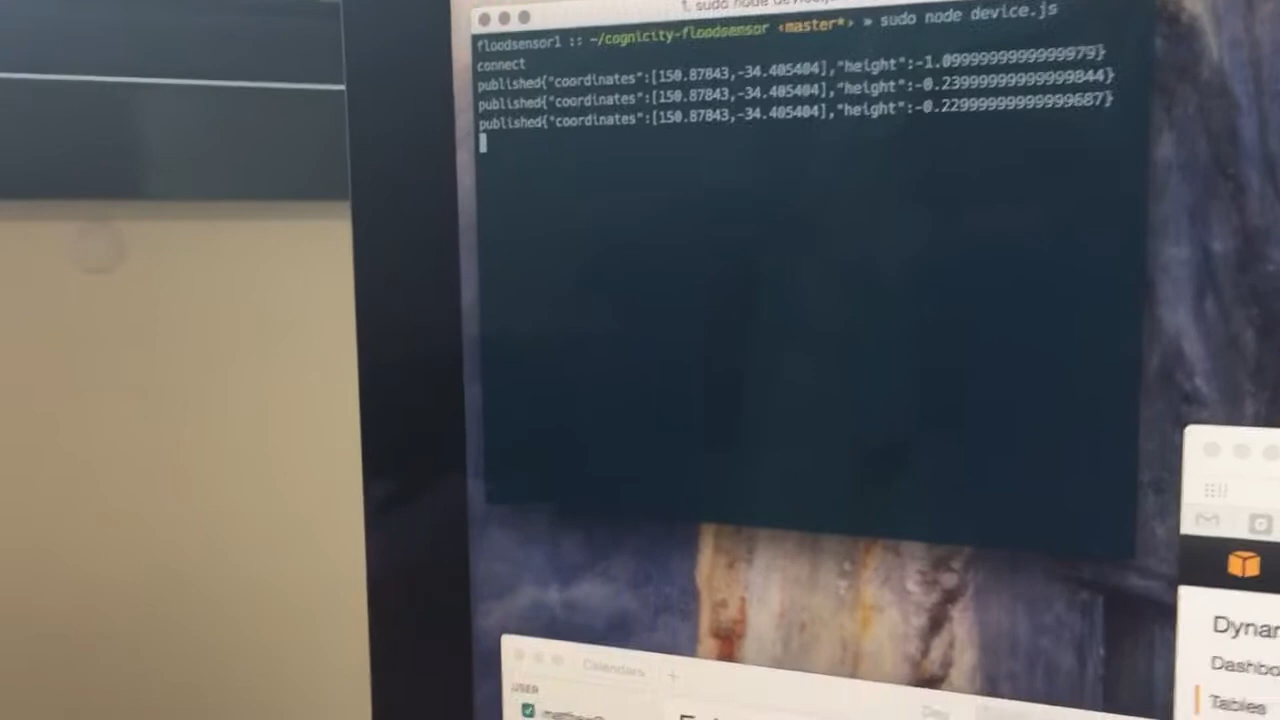 1. sudo node device.js
floodsensor1 :: ~/cognicity-floodsensor ‹master*› » sudo node device.js
connect
published{"coordinates":[150.87843,-34.405404],"height":-1.0999999999999979}
published{"coordinates":[150.87843,-34.405404],"height":-0.23999999999999844}
published{"coordinates":[150.87843,-34.405404],"height":-0.22999999999999687}
Calendars +
USER
Day
Dynam
Dashbo
Tables